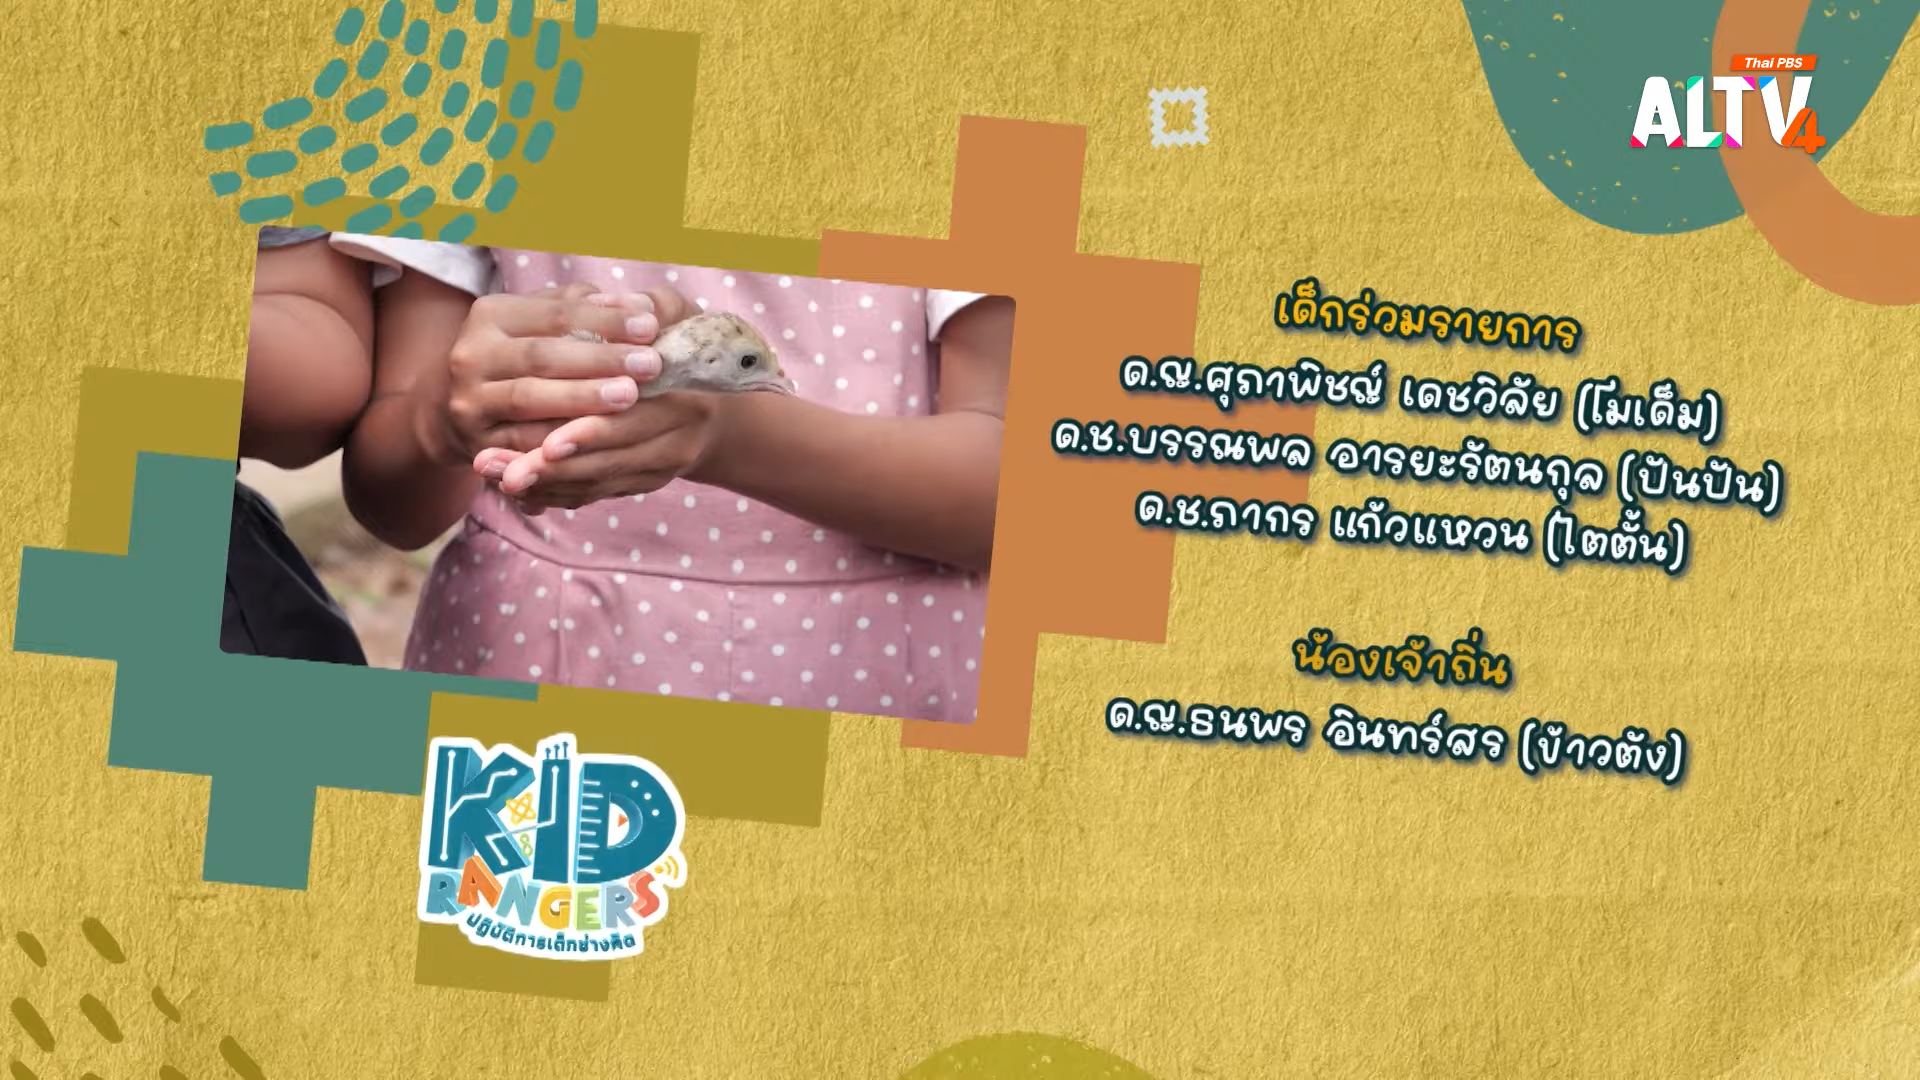 Thai PBS
ALTV4
เด็กร่วมรายการ
ด.ญ.ศุภาพิชญ์ เดชวิลัย (โมเดิ็ม)
ด.ช.บรรณพล อารยะรัตนกุล (ปันปัน)
ด.ช.ภากร แก้วแหวน (ไตตั้น)
น้องเจ้าถิ่น
ด.ญ.ธนพร อินทร์สร (ข้าวตัง)
KID
RANGERS
ปฏิบัติการเด็กช่างคิด